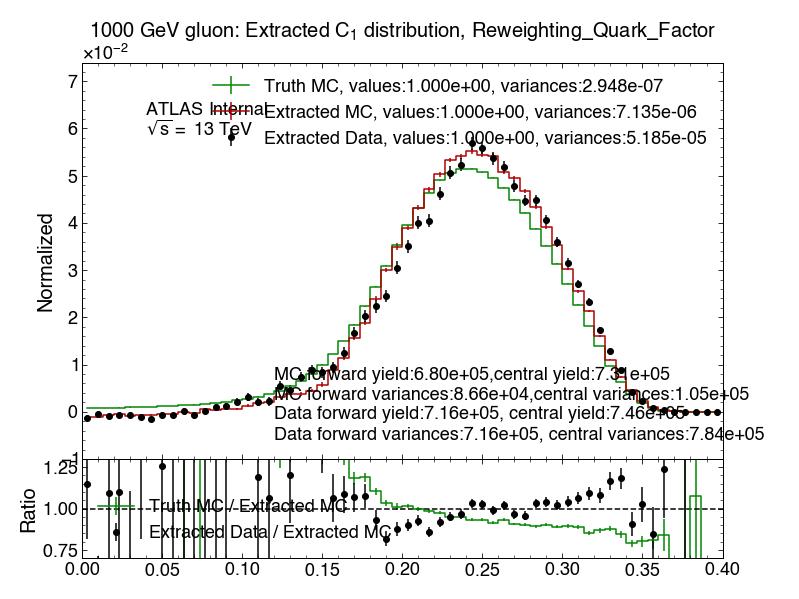 1000 GeV gluon: Extracted C1 distribution, Reweighting_Quark_Factor
×10−2
Truth MC, values:1.000e+00, variances:2.948e-07
ATLAS Internal
Extracted MC, values:1.000e+00, variances:7.135e-06
√s = 13 TeV
Extracted Data, values:1.000e+00, variances:5.185e-05
7
6
5
4
3
2
1
0
−1
Normalized
MC forward yield:6.80e+05,central yield:7.31e+05
MC forward variances:8.66e+04,central variances:1.05e+05
Data forward yield:7.16e+05, central yield:7.46e+05
Data forward variances:7.16e+05, central variances:7.84e+05
1.25
1.00
0.75
Ratio
Truth MC / Extracted MC
Extracted Data / Extracted MC
0.00 0.05 0.10 0.15 0.20 0.25 0.30 0.35 0.40